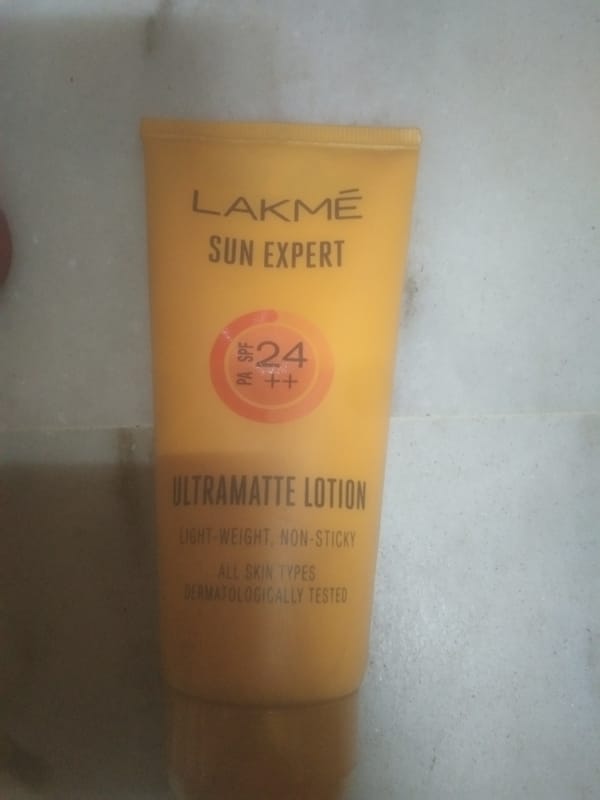 LAKMÉ
SUN EXPERT
SPF 24
PA ++
ULTRAMATTE LOTION
LIGHT-WEIGHT, NON-STICKY
ALL SKIN TYPES
DERMATOLOGICALLY TESTED